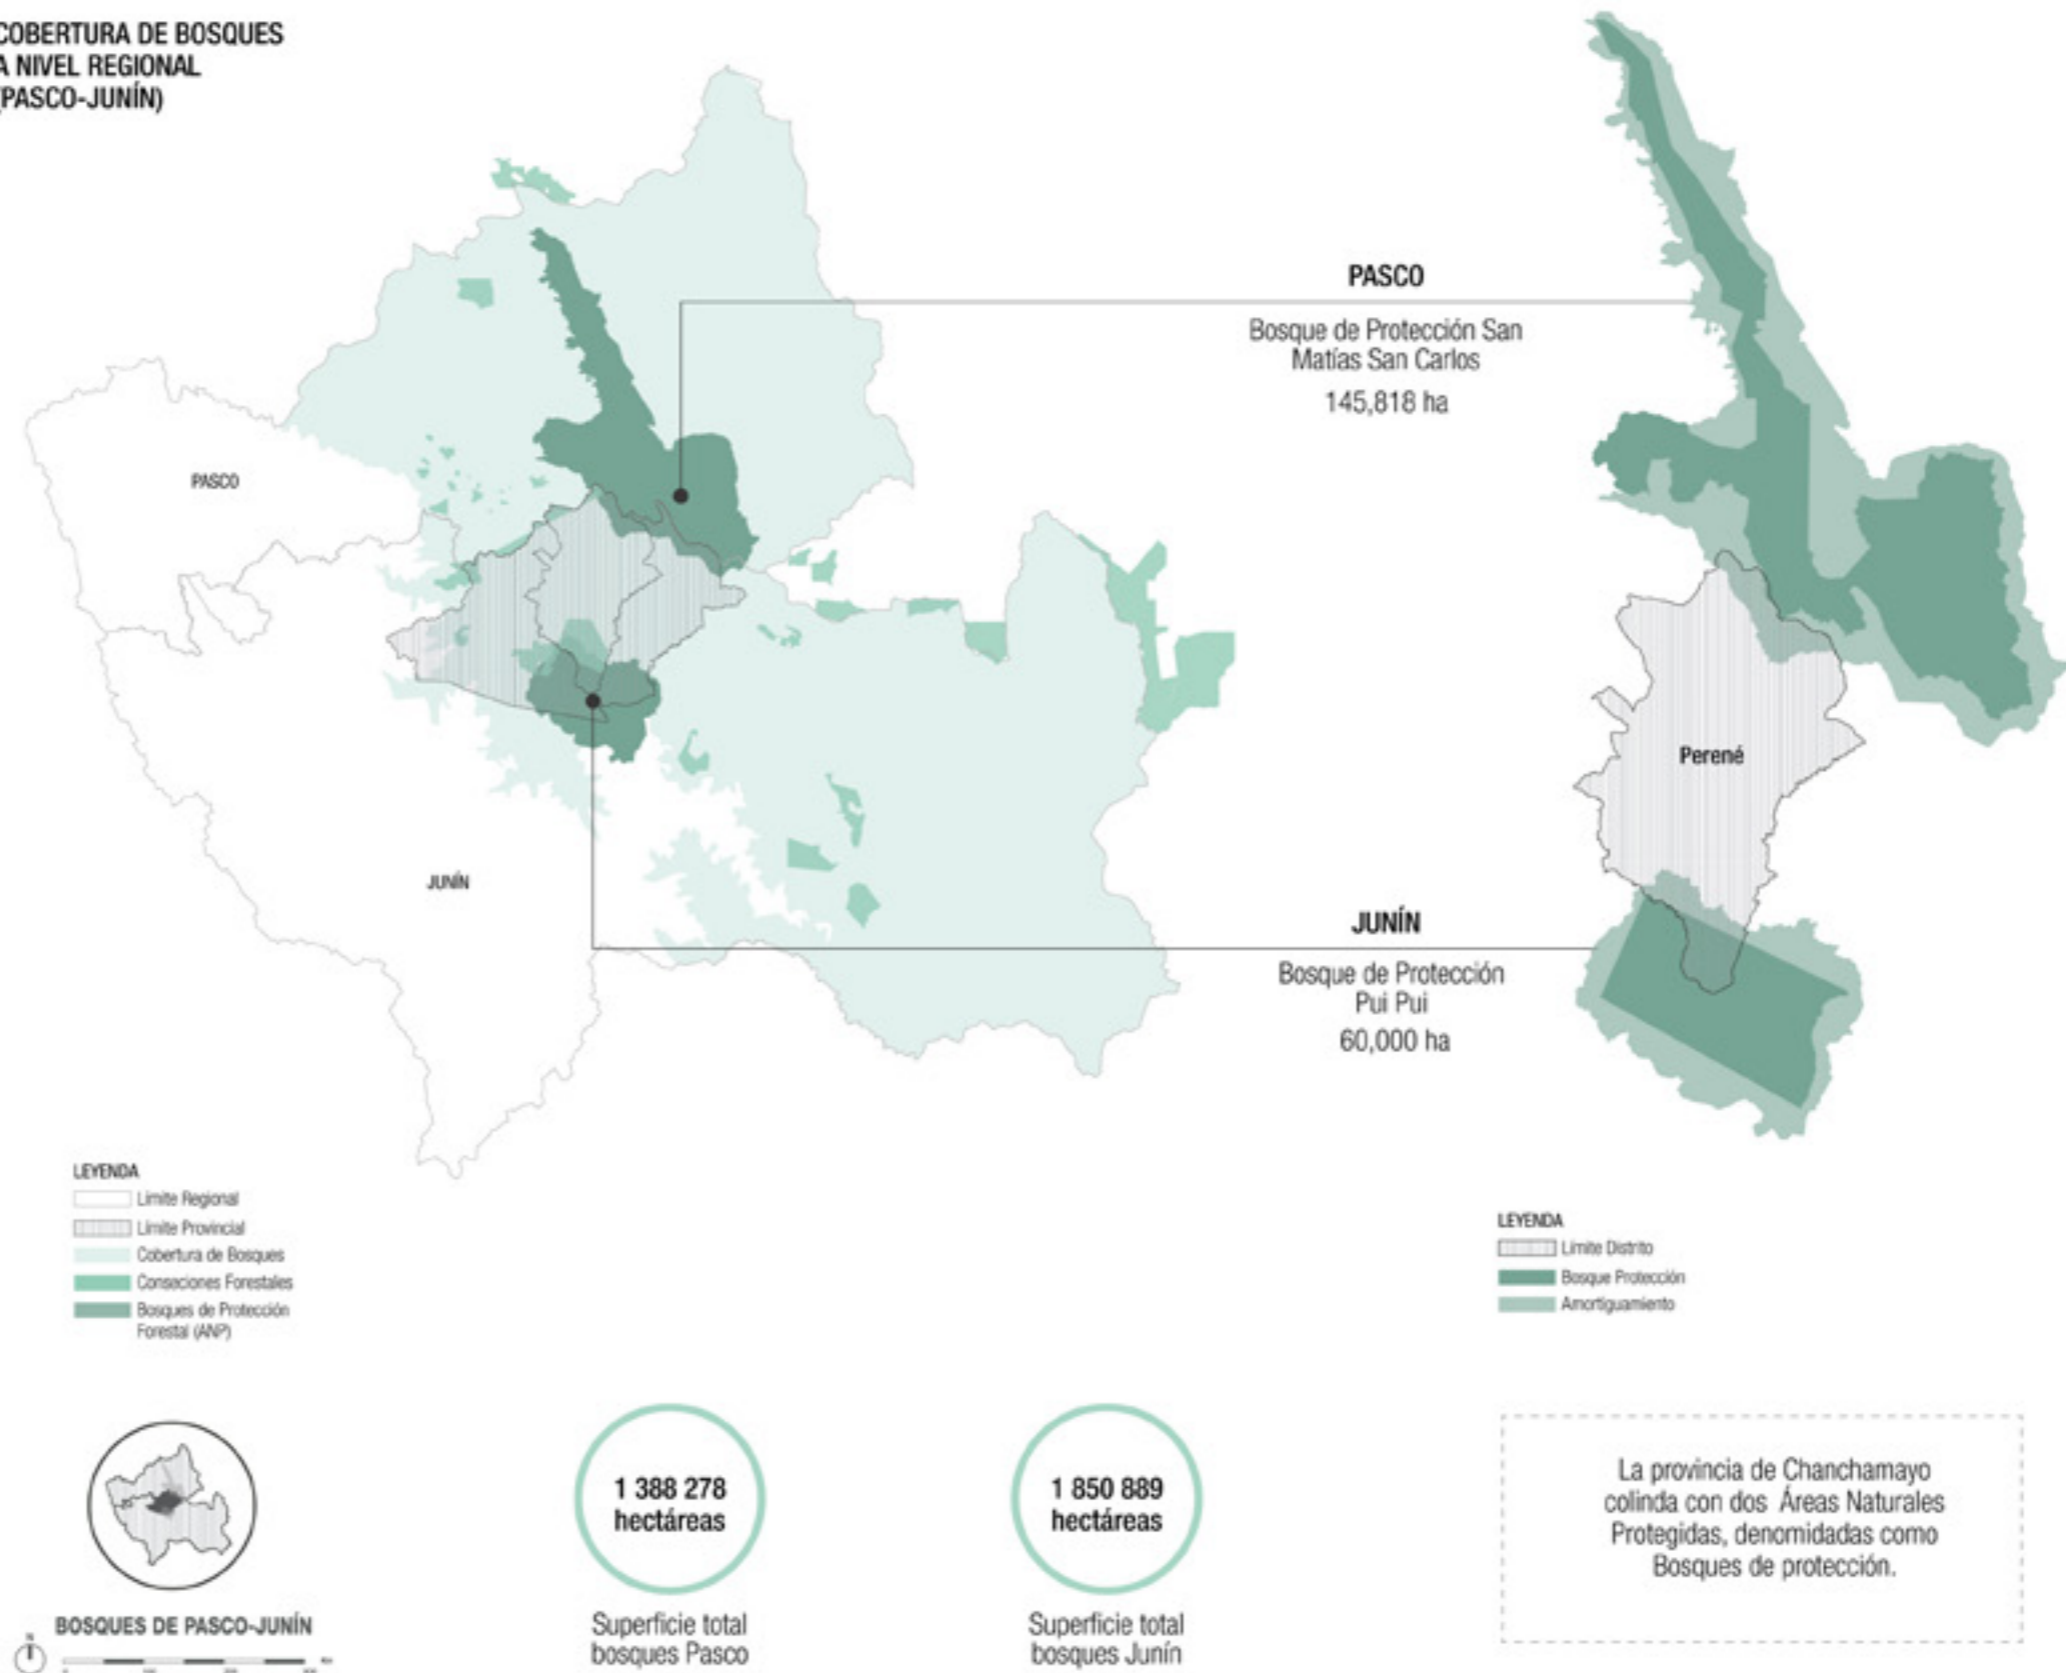 COBERTURA DE BOSQUES
A NIVEL REGIONAL
(PASCO-JUNÍN)
PASCO
JUNÍN
PASCO
Bosque de Protección San
Matías San Carlos
145,818 ha
JUNÍN
Bosque de Protección
Pui Pui
60,000 ha
Perené
LEYENDA
Límite Regional
Límite Provincial
Cobertura de Bosques
Conseciones Forestales
Bosques de Protección
Forestal (ANP)
LEYENDA
Límite Distrito
Bosque Protección
Amortiguamiento
BOSQUES DE PASCO-JUNÍN
N
1 388 278
hectáreas
Superficie total
bosques Pasco
1 850 889
hectáreas
Superficie total
bosques Junín
La provincia de Chanchamayo
colinda con dos Áreas Naturales
Protegidas, denomidadas como
Bosques de protección.